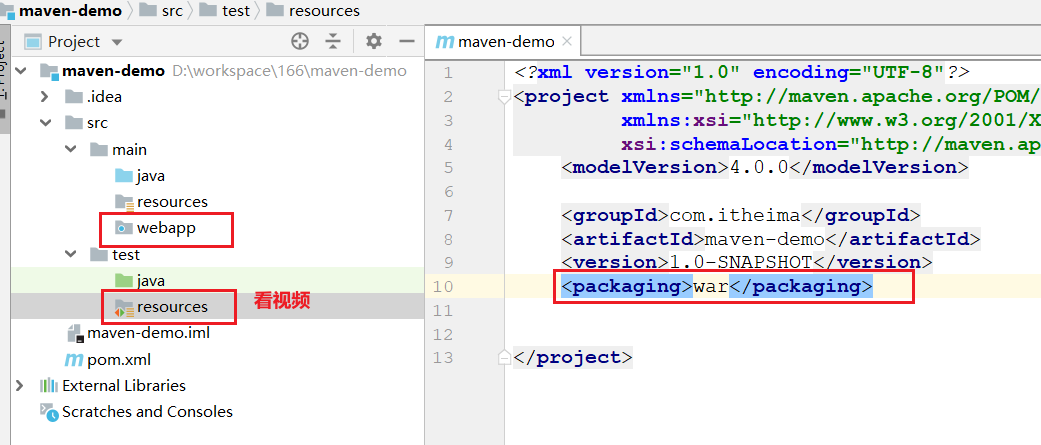 maven-demo src test resources
Project
maven-demo D:\workspace\166\maven-demo
.idea
src
main
java
resources
webapp
test
java
resources
看视频
maven-demo.iml
pom.xml
External Libraries
Scratches and Consoles
maven-demo
1 <?xml version="1.0" encoding="UTF-8"?>
2 <project xmlns="http://maven.apache.org/POM/
3 xmlns:xsi="http://www.w3.org/2001/X
4 xsi:schemaLocation="http://maven.ap
5 <modelVersion>4.0.0</modelVersion>
6
7 <groupId>com.itheima</groupId>
8 <artifactId>maven-demo</artifactId>
9 <version>1.0-SNAPSHOT</version>
10 <packaging>war</packaging>
11
12
13 </project>